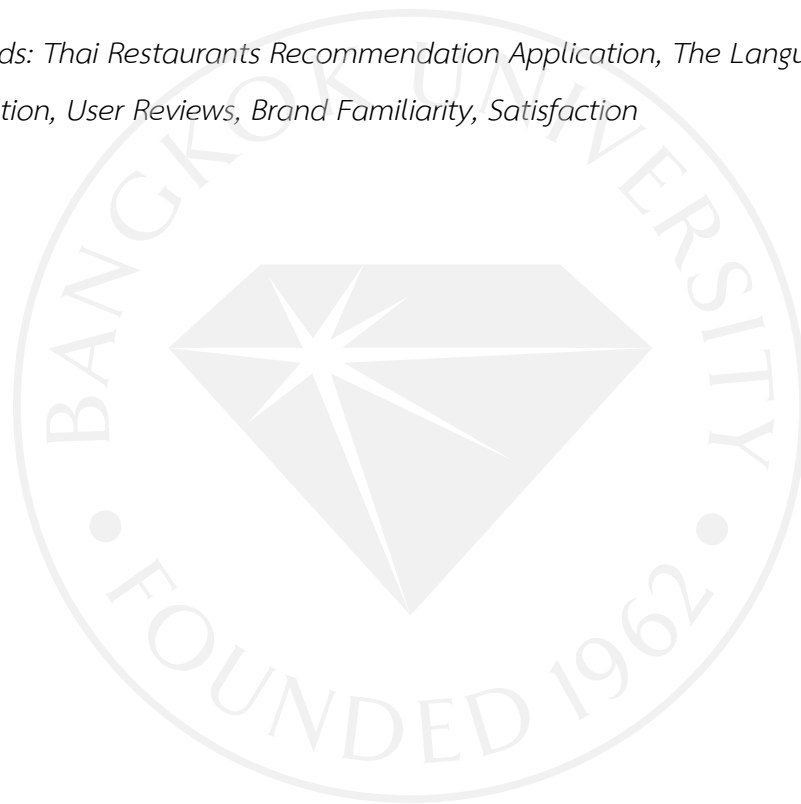 ds: Thai Restaurants Recommendation Application, The Langu
tion, User Reviews, Brand Familiarity, Satisfaction
BANGKOK UNIVERSITY
FOUNDED 1962